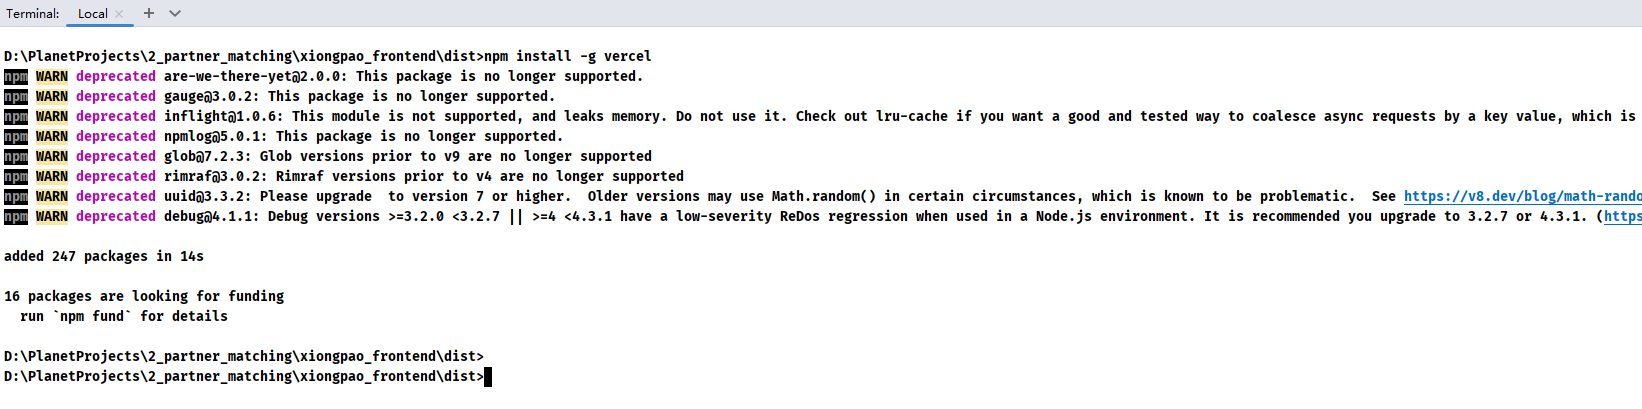 Terminal: Local × +
D:\PlanetProjects\2_partner_matching\xiongpao_frontend\dist>npm install -g vercel
npm WARN deprecated are-we-there-yet@2.0.0: This package is no longer supported.
npm WARN deprecated gauge@3.0.2: This package is no longer supported.
npm WARN deprecated inflight@1.0.6: This module is not supported, and leaks memory. Do not use it. Check out lru-cache if you want a good and tested way to coalesce async requests by a key value, which is
npm WARN deprecated npmlog@5.0.1: This package is no longer supported.
npm WARN deprecated glob@7.2.3: Glob versions prior to v9 are no longer supported
npm WARN deprecated rimraf@3.0.2: Rimraf versions prior to v4 are no longer supported
npm WARN deprecated uuid@3.3.2: Please upgrade  to version 7 or higher.  Older versions may use Math.random() in certain circumstances, which is known to be problematic.  See https://v8.dev/blog/math-rando
npm WARN deprecated debug@4.1.1: Debug versions >=3.2.0 <3.2.7 || >=4 <4.3.1 have a low-severity ReDos regression when used in a Node.js environment. It is recommended you upgrade to 3.2.7 or 4.3.1. (https
added 247 packages in 14s
16 packages are looking for funding
run `npm fund` for details
D:\PlanetProjects\2_partner_matching\xiongpao_frontend\dist>
D:\PlanetProjects\2_partner_matching\xiongpao_frontend\dist>